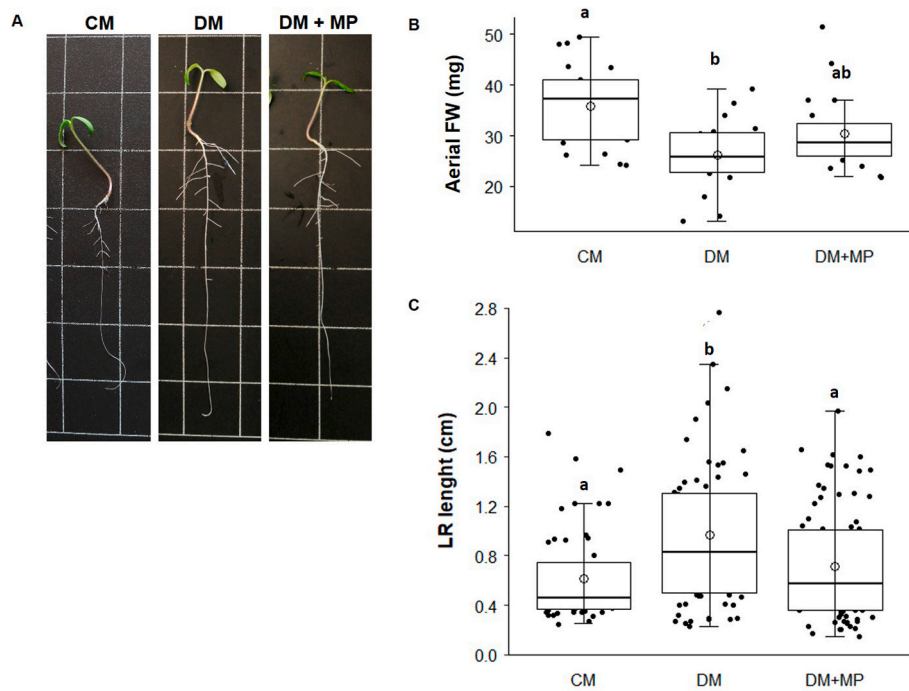 A
CM DM DM + MP
B
Aerial FW (mg)
50
40
30
20
a
b
ab
CM DM DM+MP
C
LR lenght (cm)
2.8
2.4
2.0
1.6
1.2
0.8
0.4
0.0
a
b
a
CM DM DM+MP